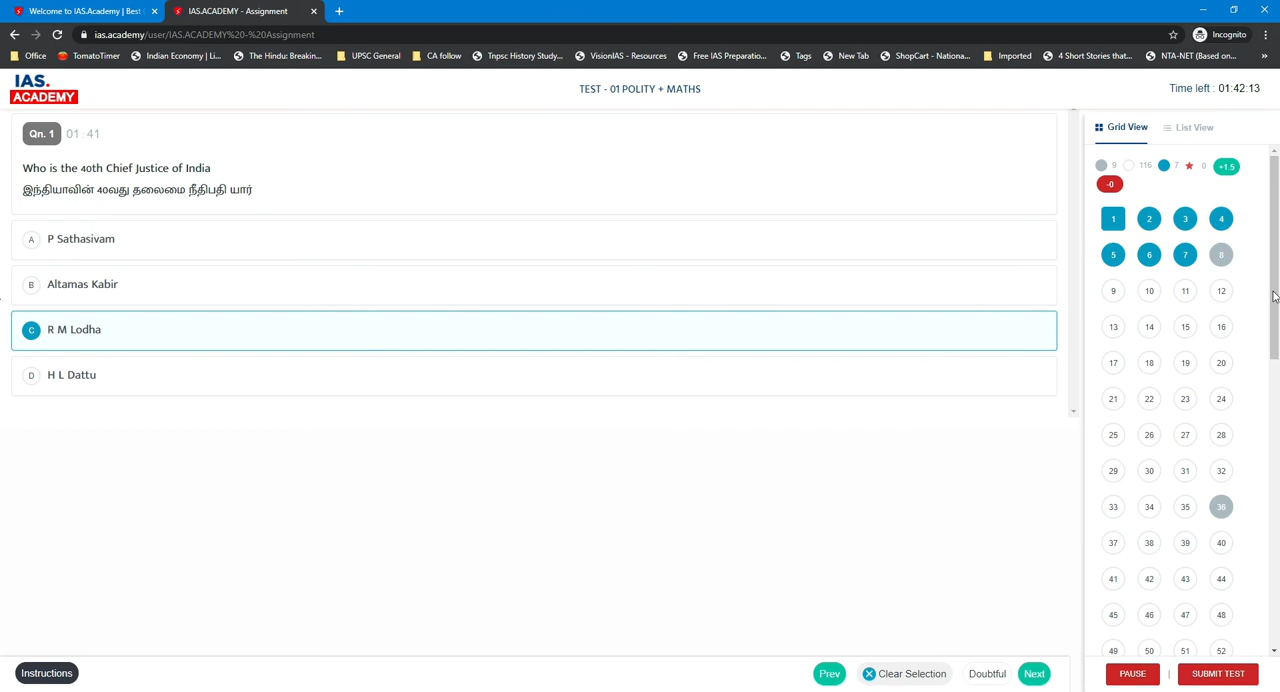 Welcome to IAS.Academy | Best
IAS.ACADEMY - Assignment
ias.academy/user/IAS.ACADEMY%20-%20Assignment
Incognito
Office TomatoTimer Indian Economy | Li... The Hindu Breakin... UPSC General CA follow Tnpsc History Study... VisionIAS - Resources Free IAS Preparatio... Tags New Tab ShopCart - Nationa... Imported 4 Short Stories that... NTA-NET (Based on... »
IAS.
ACADEMY
TEST - 01 POLITY + MATHS
Time left : 01:42:13
Qn. 1 01 : 41
Who is the 40th Chief Justice of India
இந்தியாவின் 40வது தலைமை நீதிபதி யார்
A P Sathasivam
B Altamas Kabir
C R M Lodha
D H L Dattu
Grid View List View
9 116 7 0 +1.5
-0
1 2 3 4
5 6 7 8
9 10 11 12
13 14 15 16
17 18 19 20
21 22 23 24
25 26 27 28
29 30 31 32
33 34 35 36
37 38 39 40
41 42 43 44
45 46 47 48
49 50 51 52
Instructions
Prev Clear Selection Doubtful Next
PAUSE | SUBMIT TEST